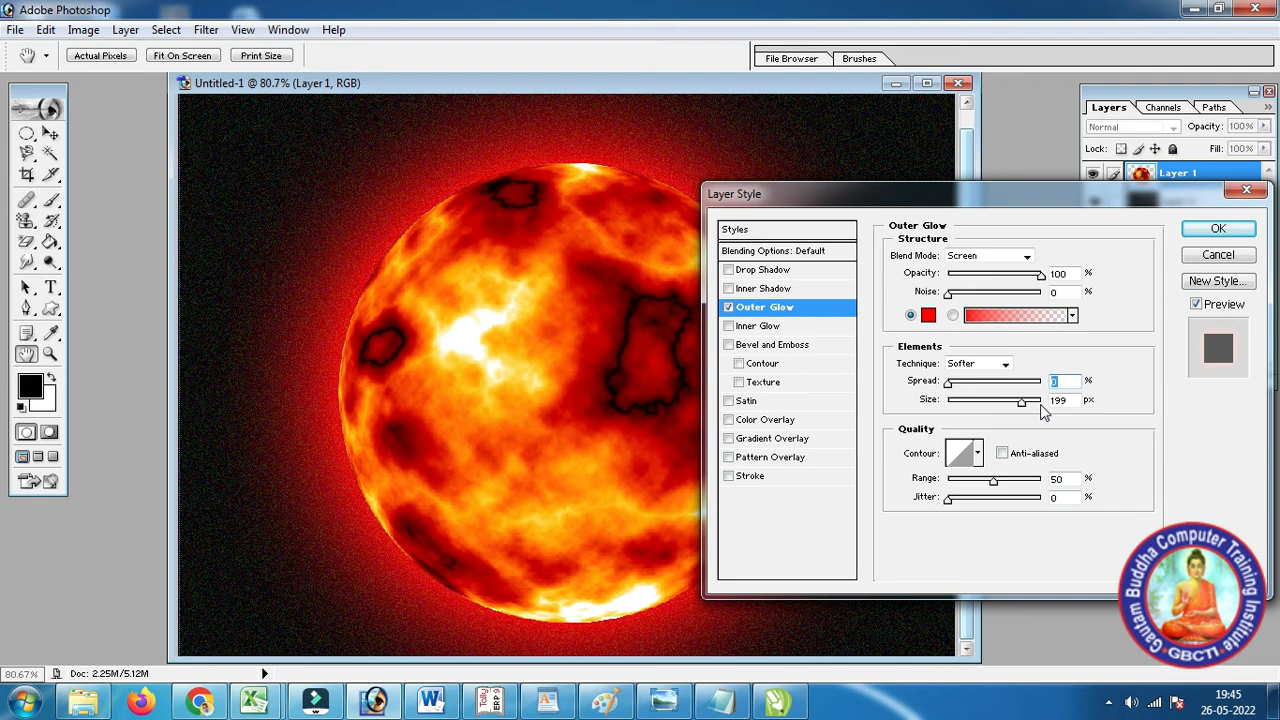 Adobe Photoshop
File Edit Image Layer Select Filter View Window Help
Actual Pixels Fit On Screen Print Size File Browser Brushes
Untitled-1 @ 80.7% (Layer 1, RGB)
Layers Channels Paths
Normal Opacity: 100%
Lock: Fill: 100%
Layer 1
Layer Style
Styles
Blending Options: Default
Drop Shadow
Inner Shadow
Outer Glow
Inner Glow
Bevel and Emboss
Contour
Texture
Satin
Color Overlay
Gradient Overlay
Pattern Overlay
Stroke
Outer Glow
Structure
Blend Mode: Screen
Opacity: 100 %
Noise: 0 %
Elements
Technique: Softer
Spread: 0 %
Size: 199 px
Quality
Contour: Anti-aliased
Range: 50 %
Jitter: 0 %
OK
Cancel
New Style...
Preview
Gautam Buddha Computer Training Institute
GBCTI
80.67% Doc: 2.25M/5.12M
Tally ERP 9
19:45
26-05-2022